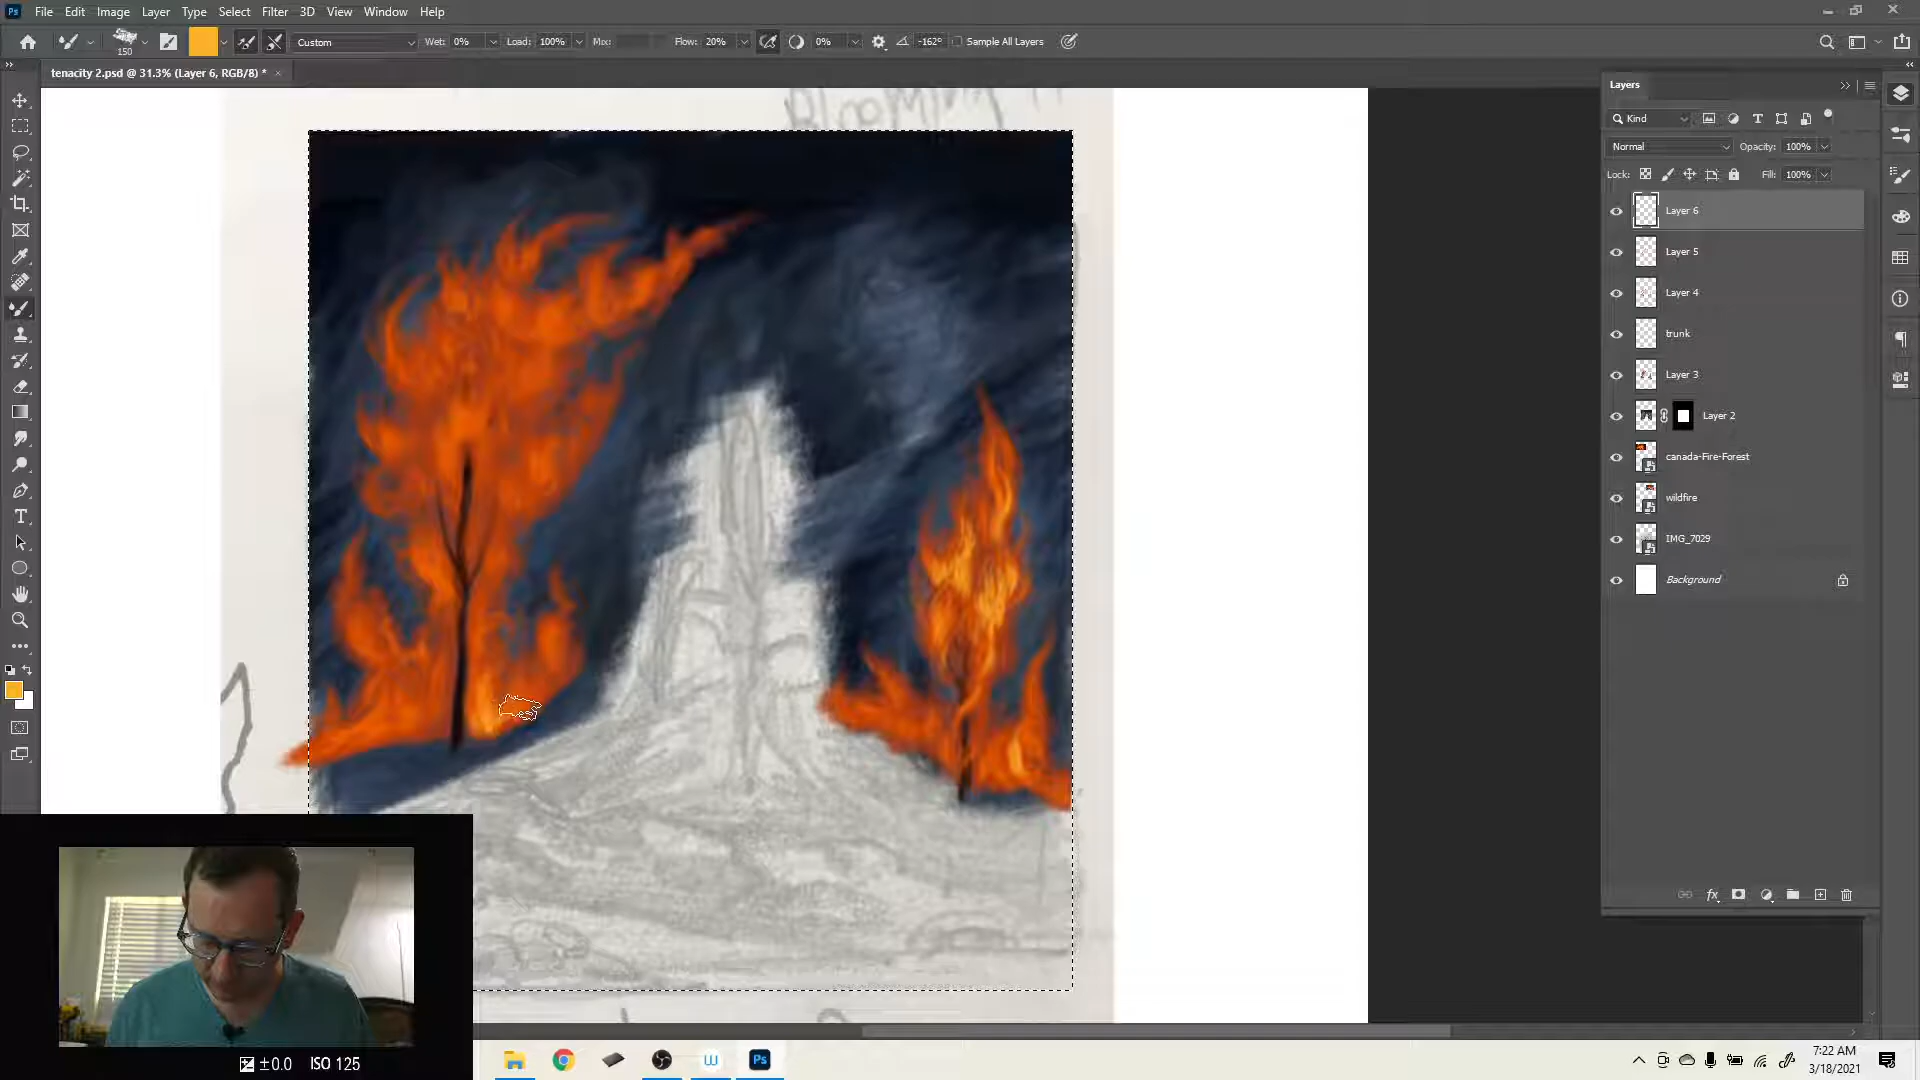 Ps File Edit Image Layer Type Select Filter 3D View Window Help
150 Custom Wet: 0% Load: 100% Mix: Flow: 20% 0% -162° Sample All Layers
tenacity 2.psd @ 31.3% (Layer 6, RGB/8) *
Blooming
Layers
Kind
Normal Opacity: 100%
Lock: Fill: 100%
Layer 6
Layer 5
Layer 4
trunk
Layer 3
Layer 2
canada-Fire-Forest
wildfire
IMG_7029
Background
fx
±0.0 ISO 125
Ps
7:22 AM
3/18/2021